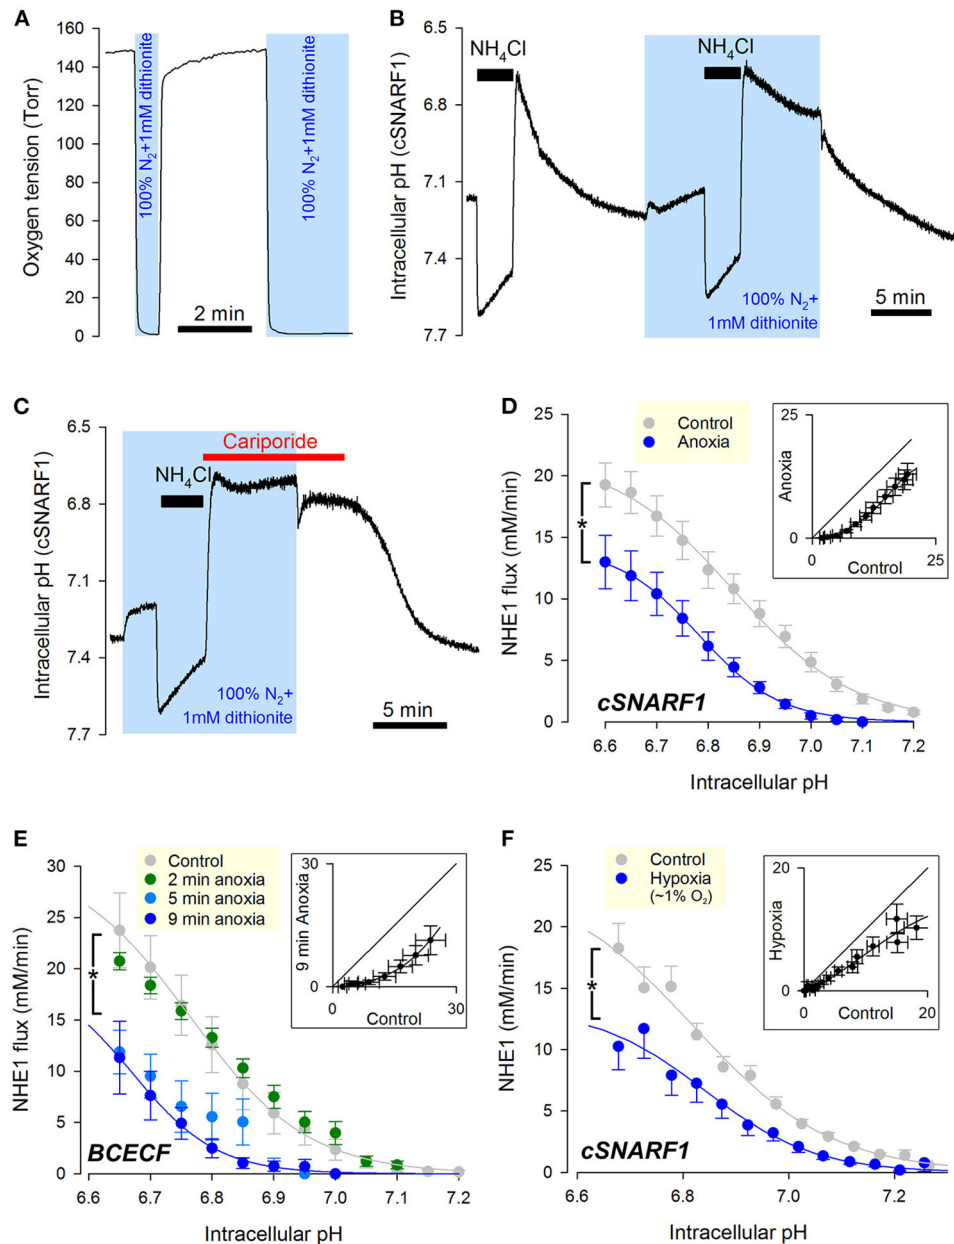 A
160
140
120
100
80
60
40
20
0
Oxygen tension (Torr)
100% N2+1mM dithionite
100% N2+1mM dithionite
2 min
B
6.5
6.8
7.1
7.4
7.7
Intracellular pH (cSNARF1)
NH4Cl
NH4Cl
100% N2+
1mM dithionite
5 min
C
6.5
6.8
7.1
7.4
7.7
Intracellular pH (cSNARF1)
Cariporide
NH4Cl
100% N2+
1mM dithionite
5 min
D
25
20
15
10
5
0
NHE1 flux (mM/min)
Control
Anoxia
*
25
0
Anoxia
0
25
Control
cSNARF1
6.6 6.7 6.8 6.9 7.0 7.1 7.2
Intracellular pH
E
30
25
20
15
10
5
0
NHE1 flux (mM/min)
Control
2 min anoxia
5 min anoxia
9 min anoxia
*
30
0
9 min Anoxia
0
30
Control
BCECF
6.6 6.7 6.8 6.9 7.0 7.1 7.2
Intracellular pH
F
25
20
15
10
5
0
NHE1 flux (mM/min)
Control
Hypoxia
(~1% O2)
*
20
0
Hypoxia
0
20
Control
cSNARF1
6.6 6.8 7.0 7.2
Intracellular pH